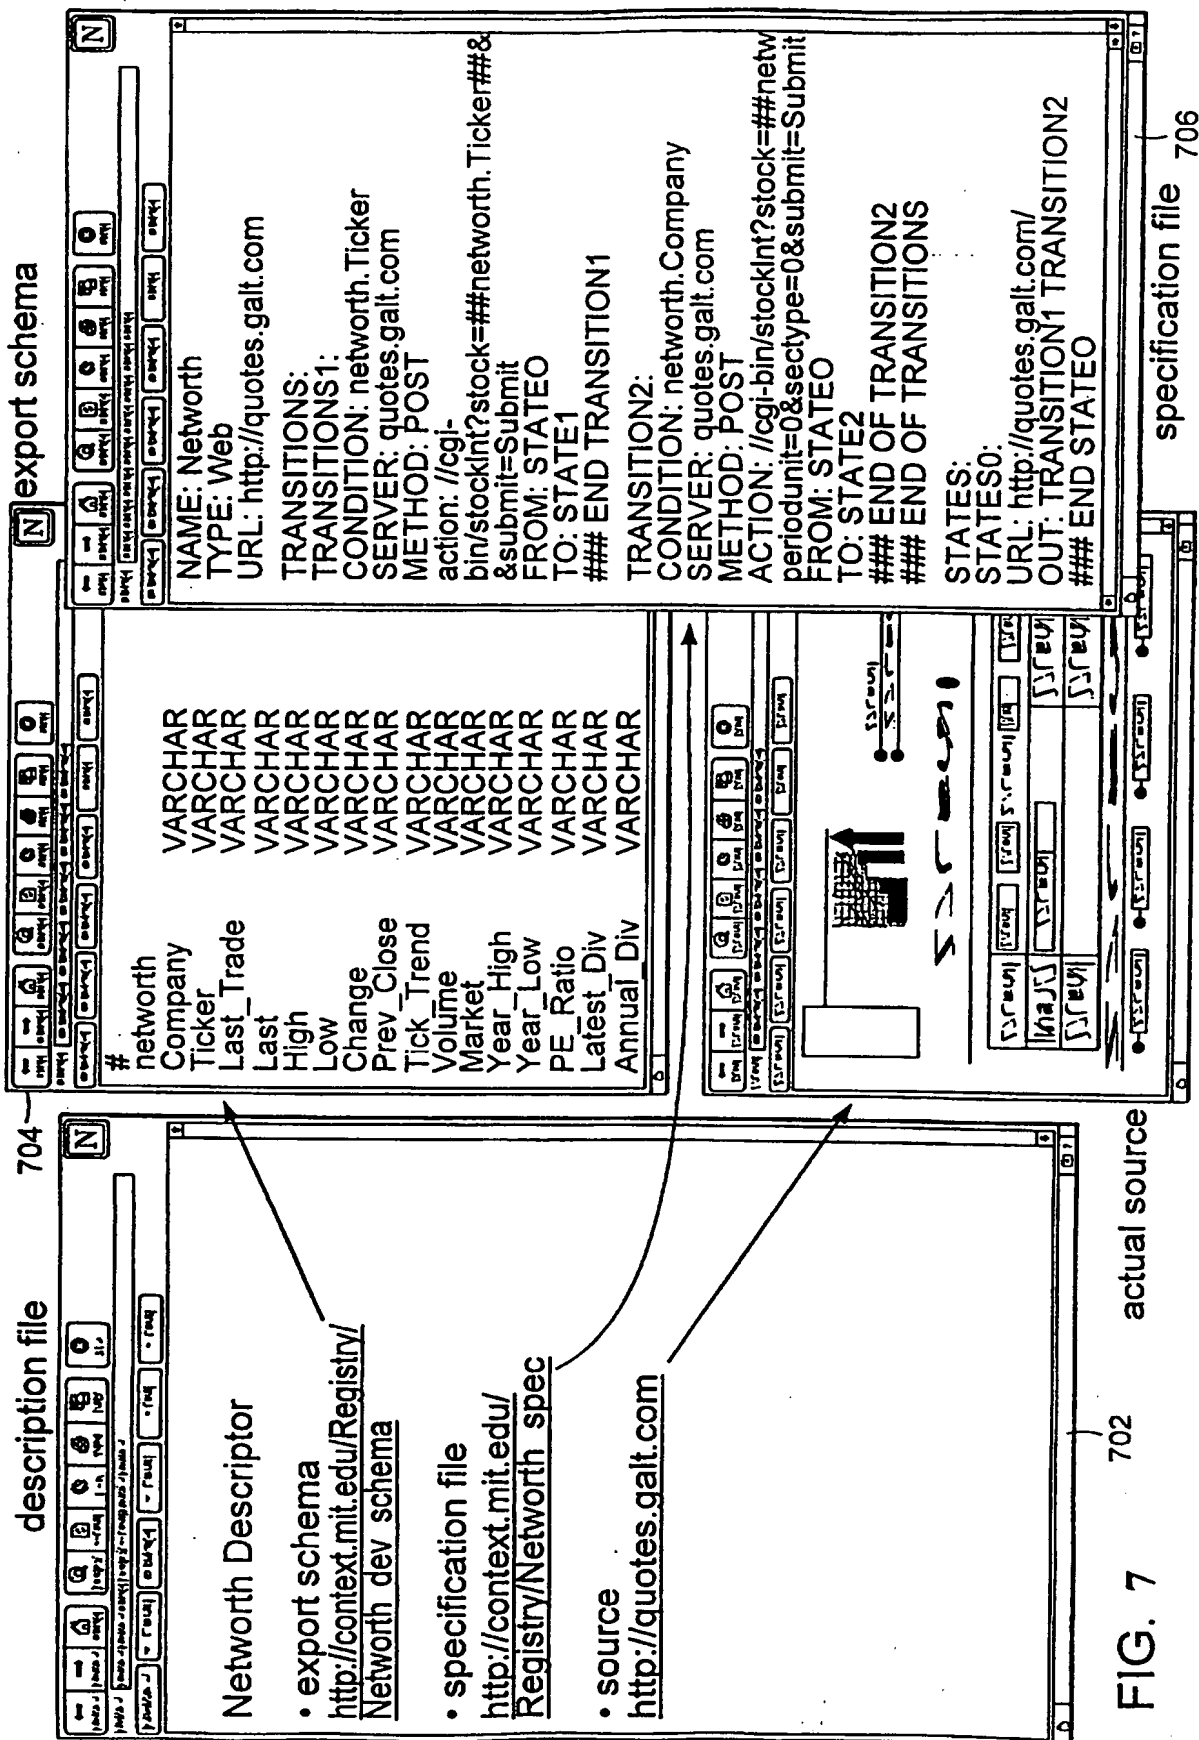 description file
N
Networth Descriptor
• export schema
http://context.mit.edu/Registry/
Networth_dev_schema
• specification file
http://context.mit.edu/
Registry/Networth_spec
• source
http://quotes.galt.com
702
FIG. 7
704
export schema
N
#
networth
Company VARCHAR
Ticker VARCHAR
Last_Trade VARCHAR
Last VARCHAR
High VARCHAR
Low VARCHAR
Change VARCHAR
Prev_Close VARCHAR
Tick_Trend VARCHAR
Volume VARCHAR
Market VARCHAR
Year_High VARCHAR
Year_Low VARCHAR
PE_Ratio VARCHAR
Latest_Div VARCHAR
Annual_Div VARCHAR
actual source
N
NAME: Networth
TYPE: Web
URL: http://quotes.galt.com
TRANSITIONS:
TRANSITIONS1:
CONDITION: networth.Ticker
SERVER: quotes.galt.com
METHOD: POST
action: //cgi-
bin/stockInt?stock=##networth.Ticker##&
&submit=Submit
FROM: STATEO
TO: STATE1
### END TRANSITION1
TRANSITION2:
CONDITION: networth.Company
SERVER: quotes.galt.com
METHOD: POST
ACTION: //cgi-bin/stockInt?stock=##netw
periodunit=0&sectype=0&submit=Submit
FROM: STATEO
TO: STATE2
### END OF TRANSITION2
### END OF TRANSITIONS
STATES:
STATES0:
URL: http://quotes.galt.com/
OUT: TRANSITION1 TRANSITION2
### END STATEO
specification file
706